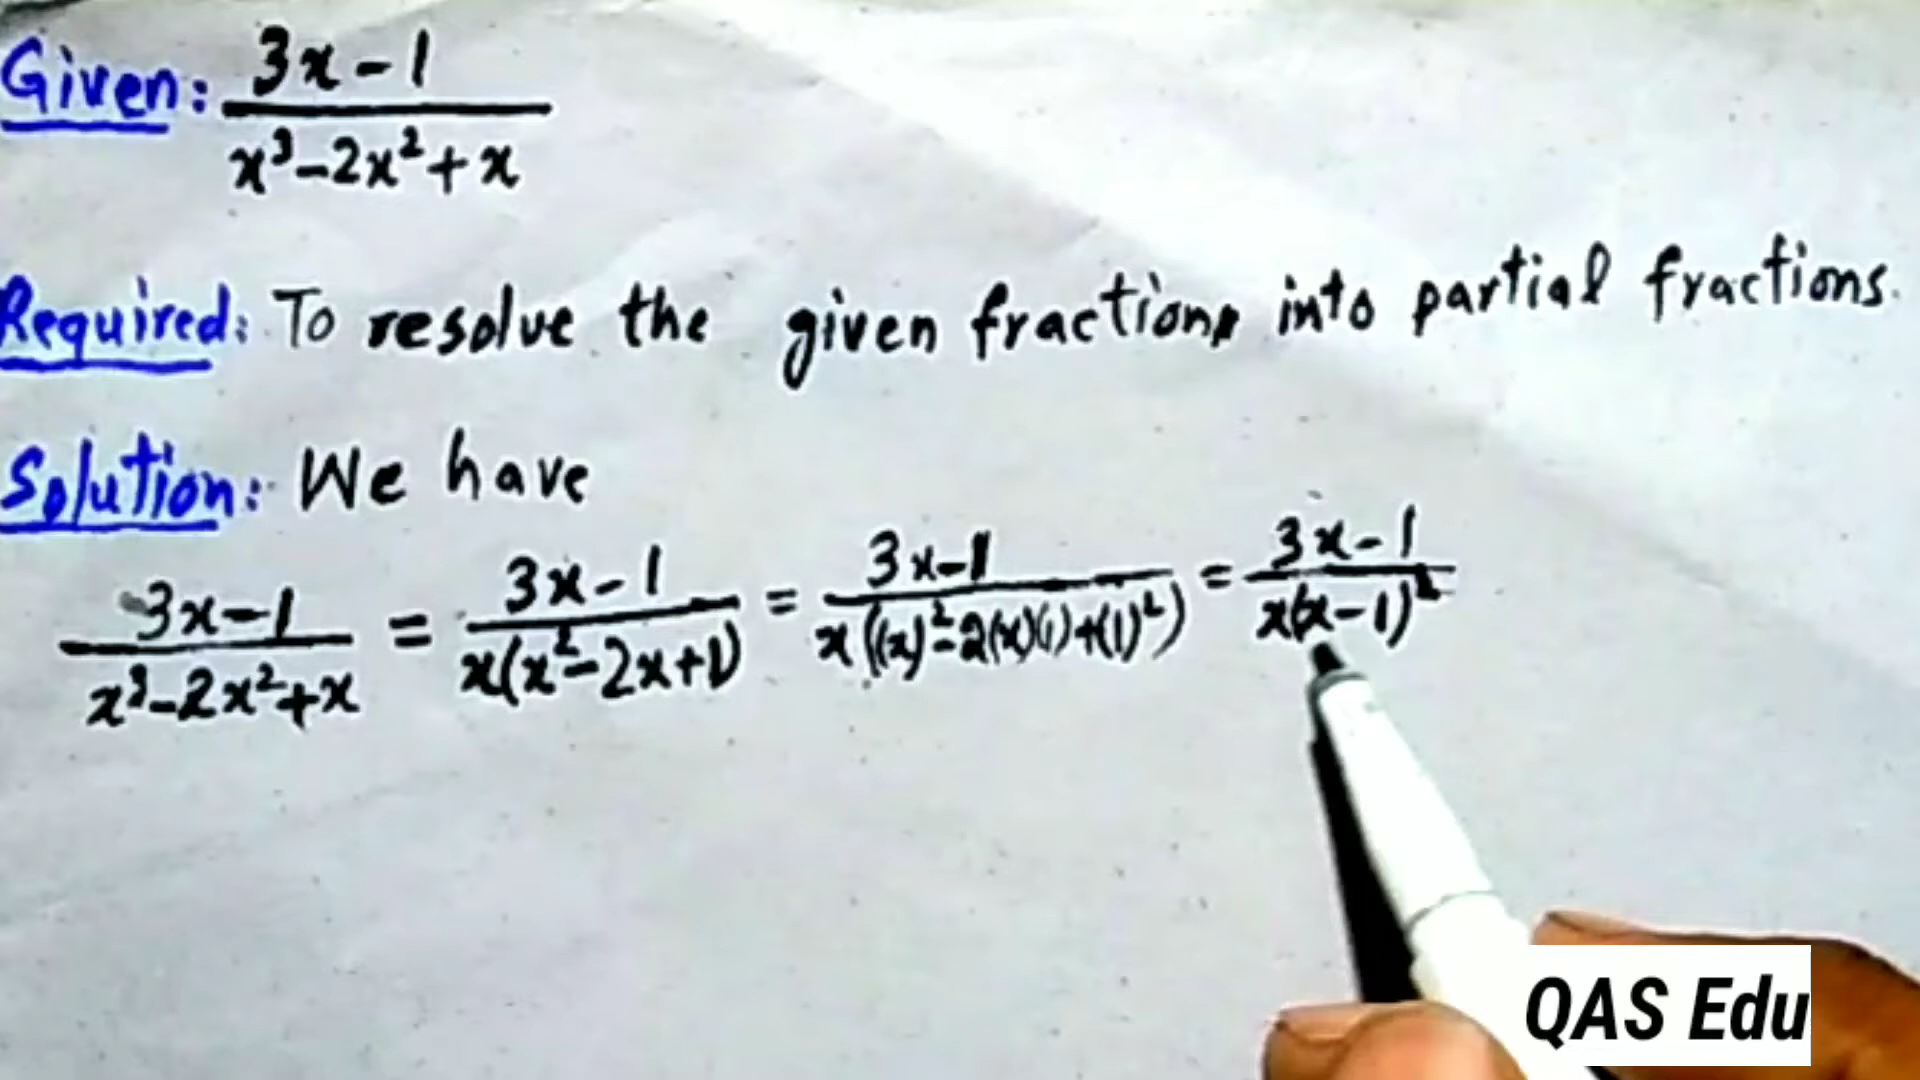 Given: (3x-1)/(x³-2x²+x)
Required: To resolve the given fraction into partial fractions.
Solution: We have
(3x-1)/(x³-2x²+x) = (3x-1)/(x(x²-2x+1)) = (3x-1)/(x((x)²-2(x)(1)+(1)²)) = (3x-1)/(x(x-1)²)
QAS Edu